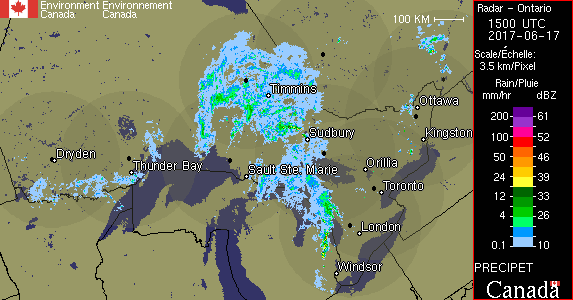 Environment Environnement
Canada Canada
100 KM
Timmins
Ottawa
Sudbury
Kingston
Dryden
Thunder Bay
Sault Ste. Marie
Orillia
Toronto
London
Windsor
Radar - Ontario
1500 UTC
2017-06-17
Scale/Échelle:
3.5 km/Pixel
Rain/Pluie
mm/hr dBZ
200 61
100 52
50 46
24 39
12 33
4 26
2 20
0.1 10
PRECIPET
Canada